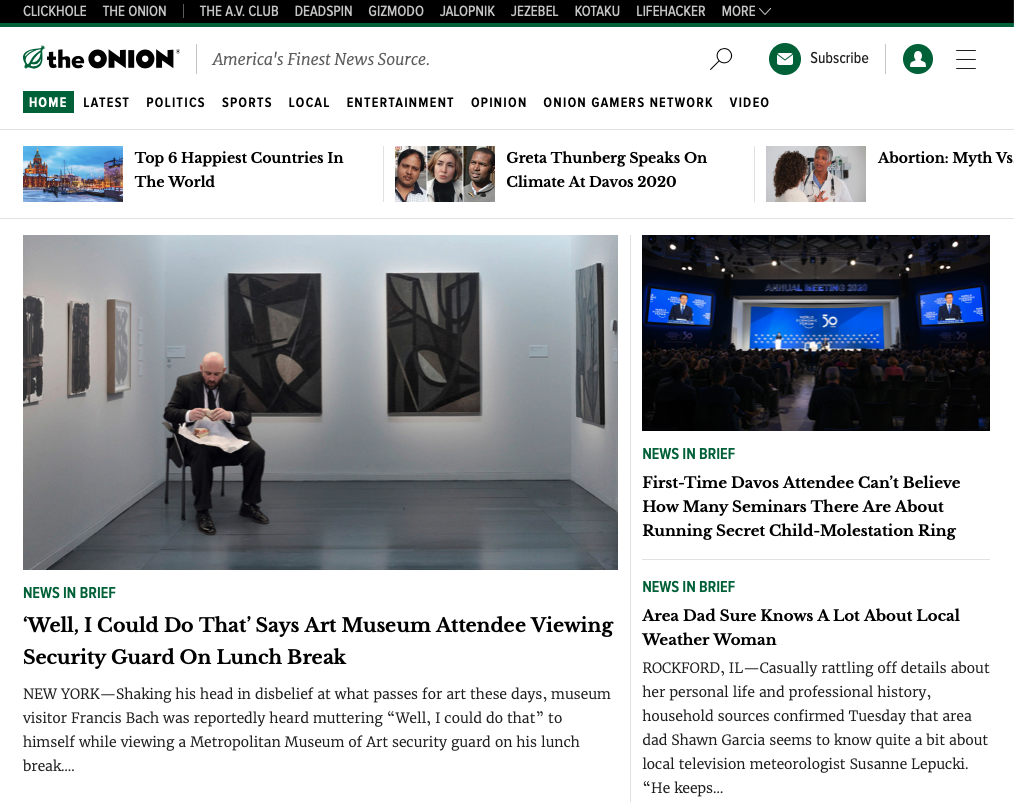 CLICKHOLE THE ONION THE A.V. CLUB DEADSPIN GIZMODO JALOPNIK JEZEBEL KOTAKU LIFEHACKER MORE
the ONION America's Finest News Source. Subscribe
HOME LATEST POLITICS SPORTS LOCAL ENTERTAINMENT OPINION ONION GAMERS NETWORK VIDEO
Top 6 Happiest Countries In
The World
Greta Thunberg Speaks On
Climate At Davos 2020
Abortion: Myth Vs
ANNUAL MEETING 2020
WORLD
ECONOMIC
FORUM
50
NEWS IN BRIEF
‘Well, I Could Do That’ Says Art Museum Attendee Viewing
Security Guard On Lunch Break
NEW YORK—Shaking his head in disbelief at what passes for art these days, museum
visitor Francis Bach was reportedly heard muttering “Well, I could do that” to
himself while viewing a Metropolitan Museum of Art security guard on his lunch
break....
NEWS IN BRIEF
First-Time Davos Attendee Can’t Believe
How Many Seminars There Are About
Running Secret Child-Molestation Ring
NEWS IN BRIEF
Area Dad Sure Knows A Lot About Local
Weather Woman
ROCKFORD, IL—Casually rattling off details about
her personal life and professional history,
household sources confirmed Tuesday that area
dad Shawn Garcia seems to know quite a bit about
local television meteorologist Susanne Lepucki.
“He keeps...